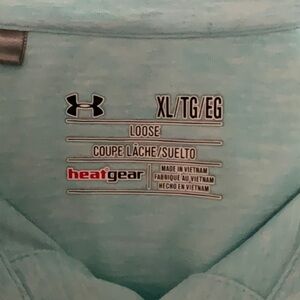 XL/TG/EG
LOOSE
COUPE LÂCHE/SUELTO
heatgear
MADE IN VIETNAM
FABRIQUÉ AU VIETNAM
HECHO EN VIETNAM